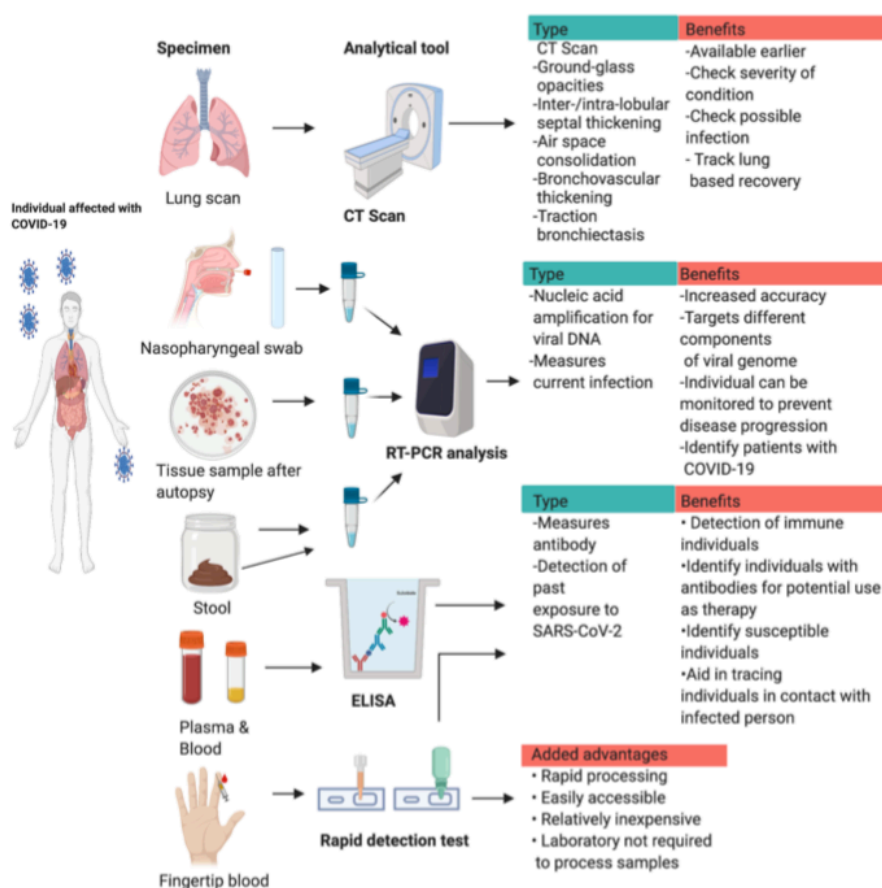 Specimen
Analytical tool
Type
Benefits
CT Scan
-Ground-glass
opacities
-Inter-/intra-lobular
septal thickening
-Air space
consolidation
-Bronchovascular
thickening
-Traction
bronchiectasis
-Available earlier
-Check severity of
condition
-Check possible
infection
- Track lung
based recovery
Lung scan
CT Scan
Individual affected with
COVID-19
Nasopharyngeal swab
Type
Benefits
-Nucleic acid
amplification for
viral DNA
-Measures
current infection
-Increased accuracy
-Targets different
components
of viral genome
-Individual can be
monitored to prevent
disease progression
-Identify patients with
COVID-19
RT-PCR analysis
Tissue sample after
autopsy
Stool
Type
Benefits
-Measures
antibody
-Detection of
past
exposure to
SARS-CoV-2
• Detection of immune
individuals
•Identify individuals with
antibodies for potential use
as therapy
•Identify susceptible
individuals
•Aid in tracing
individuals in contact with
infected person
ELISA
Plasma &
Blood
Added advantages
• Rapid processing
• Easily accessible
• Relatively inexpensive
• Laboratory not required
to process samples
Rapid detection test
Fingertip blood